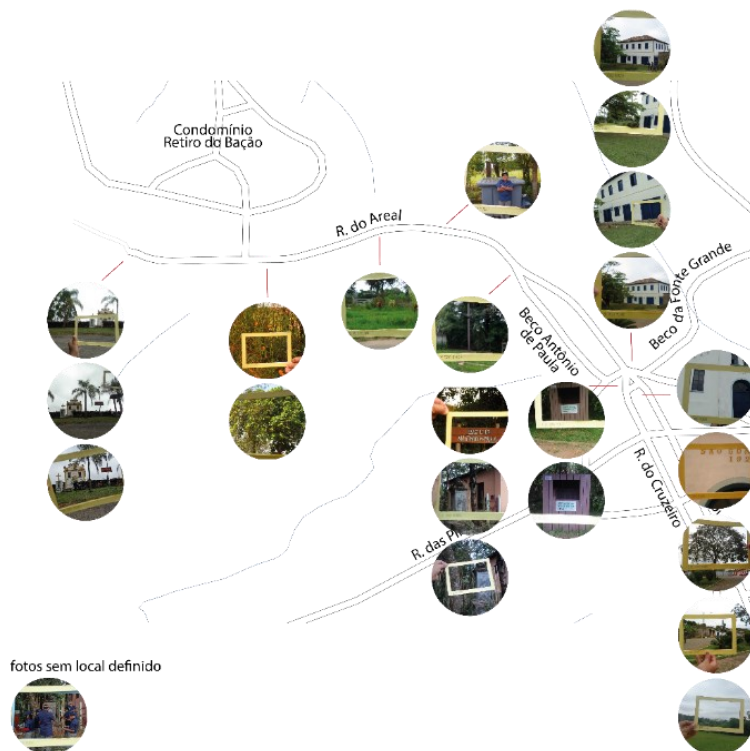 Condomínio
Retiro do Bação
R. do Areal
Beco da Fonte Grande
Beco Antônio
de Paula
R. do Cruzeiro
R. das
fotos sem local definido